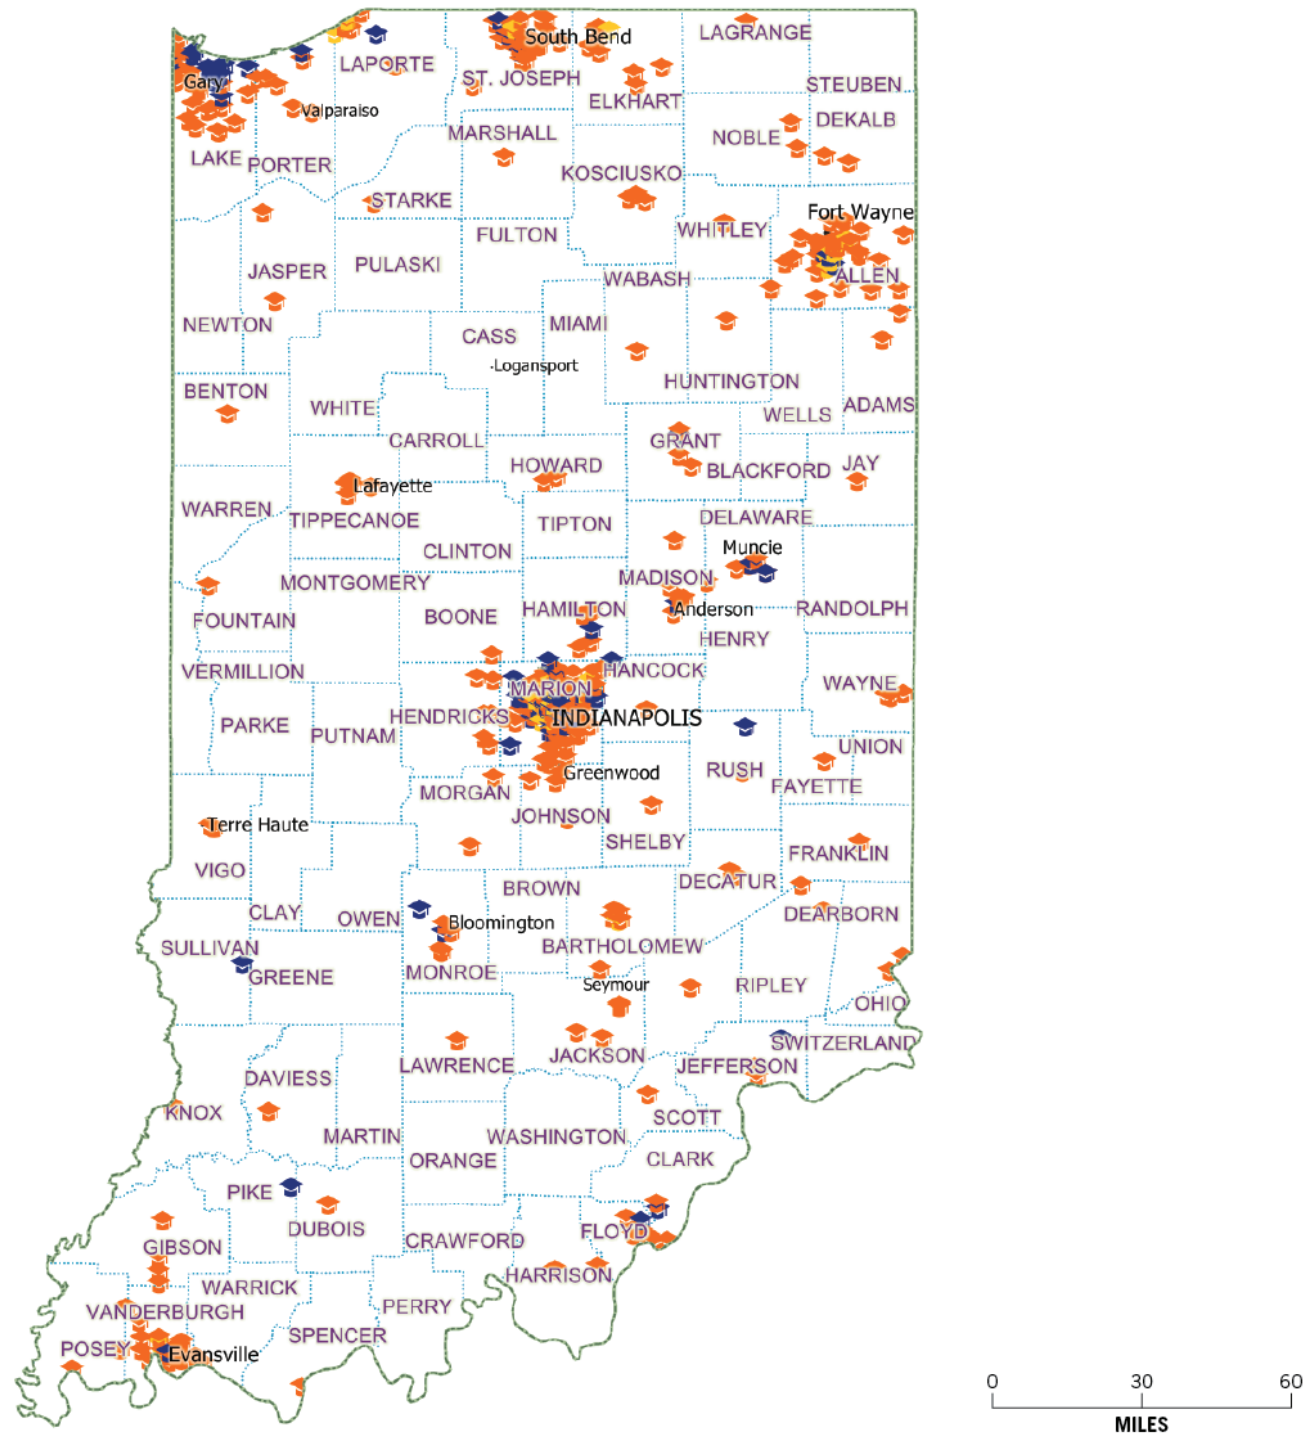 LAGRANGE
South Bend
LAPORTE
ST. JOSEPH
STEUBEN
Gary
ELKHART
Valparaiso
DEKALB
MARSHALL
NOBLE
LAKE
PORTER
KOSCIUSKO
STARKE
Fort Wayne
FULTON
WHITLEY
JASPER
PULASKI
WABASH
ALLEN
NEWTON
MIAMI
CASS
Logansport
BENTON
HUNTINGTON
WHITE
WELLS
ADAMS
CARROLL
GRANT
HOWARD
BLACKFORD
JAY
Lafayette
WARREN
TIPPECANOE
TIPTON
DELAWARE
CLINTON
Muncie
MONTGOMERY
MADISON
FOUNTAIN
BOONE
HAMILTON
Anderson
RANDOLPH
HENRY
VERMILLION
HANCOCK
MARION
WAYNE
PARKE
HENDRICKS
INDIANAPOLIS
PUTNAM
UNION
Greenwood
RUSH
FAYETTE
MORGAN
JOHNSON
Terre Haute
SHELBY
FRANKLIN
VIGO
DECATUR
BROWN
CLAY
OWEN
Bloomington
DEARBORN
SULLIVAN
BARTHOLOMEW
GREENE
MONROE
Seymour
RIPLEY
OHIO
SWITZERLAND
JACKSON
LAWRENCE
JEFFERSON
DAVIESS
KNOX
SCOTT
MARTIN
WASHINGTON
ORANGE
CLARK
PIKE
DUBOIS
FLOYD
GIBSON
CRAWFORD
HARRISON
WARRICK
VANDERBURGH
PERRY
SPENCER
POSEY
Evansville
0 30 60
MILES